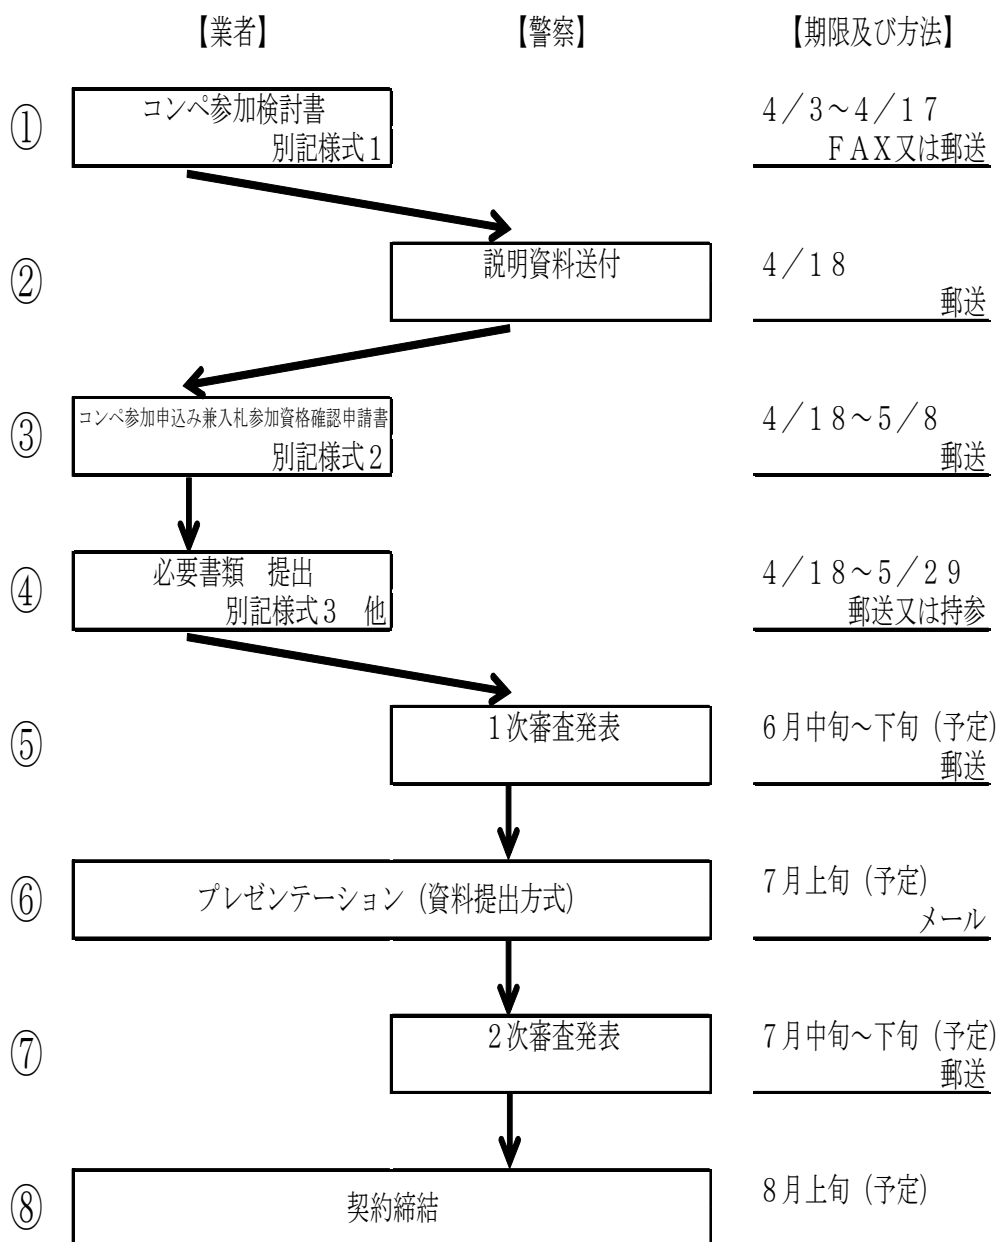 【業者】 【警察】 【期限及び方法】
① コンペ参加検討書 4／3～4／17
別記様式1 FAX又は郵送
② 説明資料送付 4／18
郵送
③ コンペ参加申込み兼入札参加資格確認申請書 4／18～5／8
別記様式2 郵送
④ 必要書類　提出 4／18～5／29
別記様式3　他 郵送又は持参
⑤ 1次審査発表 6月中旬～下旬（予定）
郵送
⑥ プレゼンテーション（資料提出方式） 7月上旬（予定）
メール
⑦ 2次審査発表 7月中旬～下旬（予定）
郵送
⑧ 契約締結 8月上旬（予定）